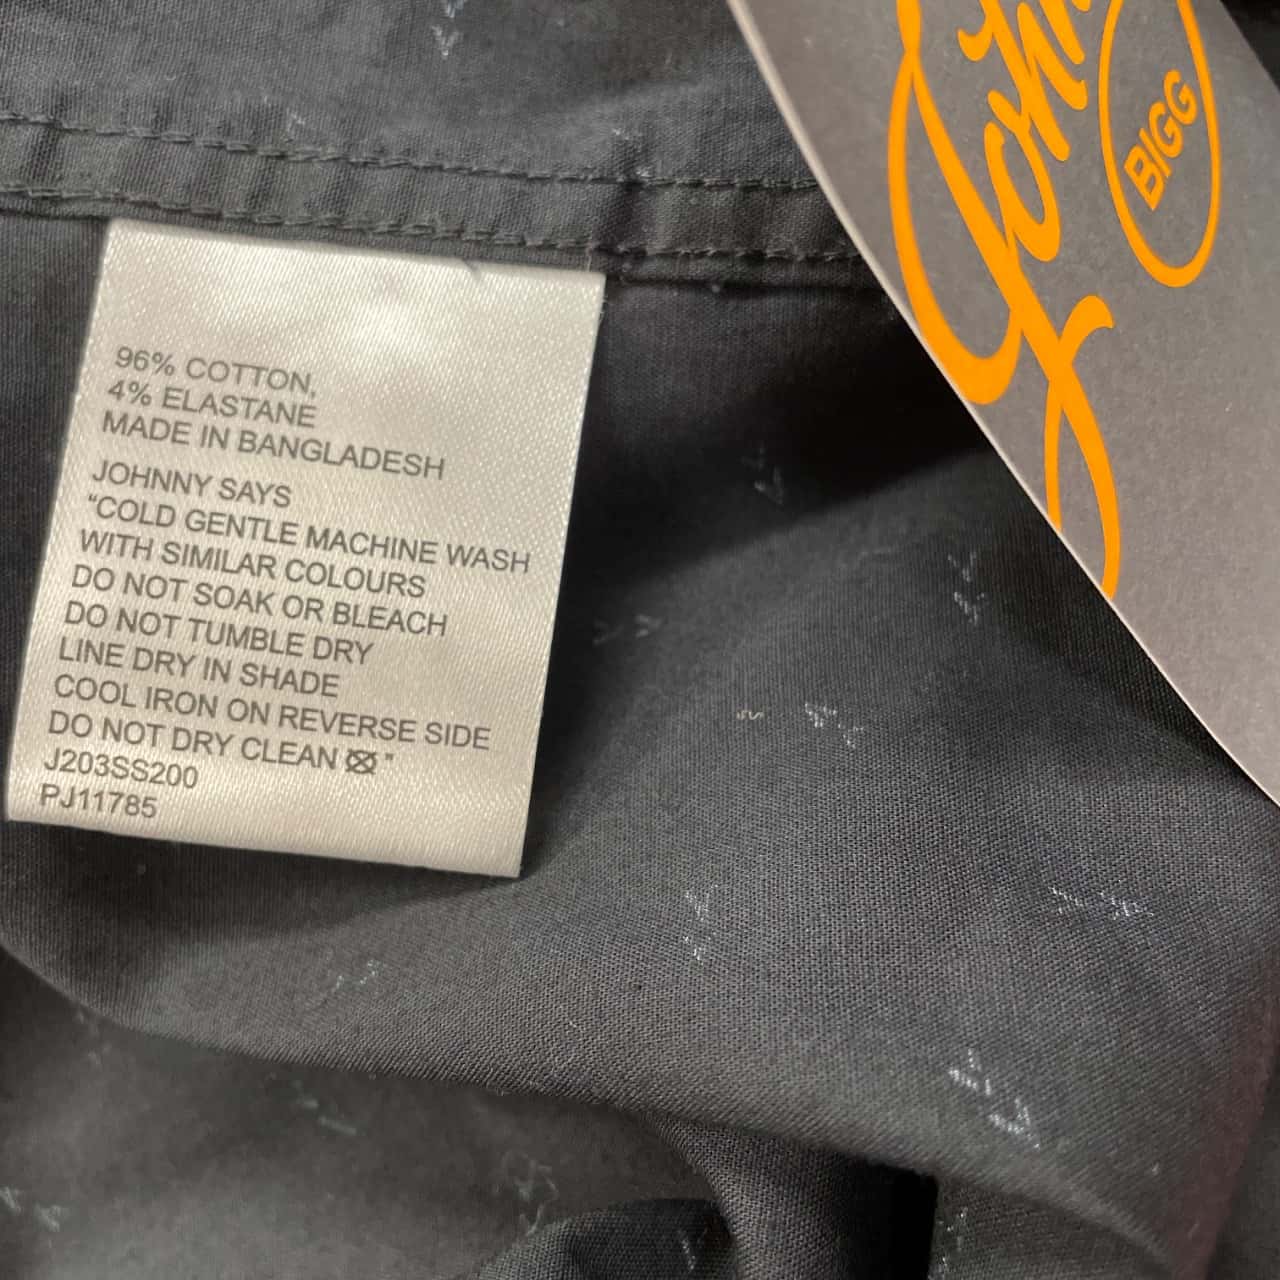 96% COTTON,
4% ELASTANE
MADE IN BANGLADESH
JOHNNY SAYS
"COLD GENTLE MACHINE WASH
WITH SIMILAR COLOURS
DO NOT SOAK OR BLEACH
DO NOT TUMBLE DRY
LINE DRY IN SHADE
COOL IRON ON REVERSE SIDE
DO NOT DRY CLEAN "
J203SS200
PJ11785
John
BIGG